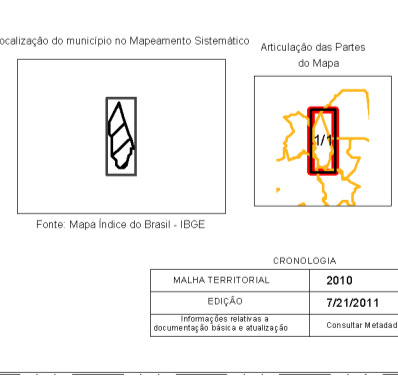 ocalização do município no Mapeamento Sistemático
Articulação das Partes
do Mapa
1/1
Fonte: Mapa Índice do Brasil - IBGE
CRONOLOGIA
MALHA TERRITORIAL 2010
EDIÇÃO 7/21/2011
Informações relativas a
documentação básica e atualização Consultar Metadad